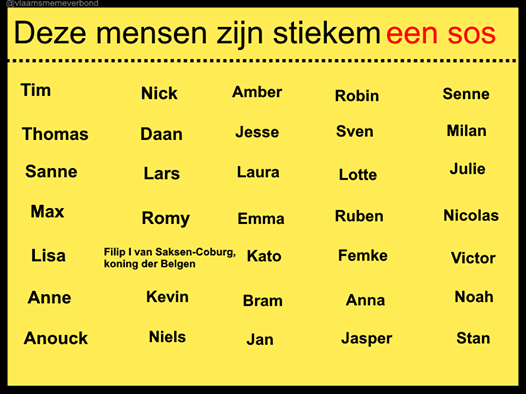 @vlaamsmemeverbond
Deze mensen zijn stiekem een sos
Tim Nick Amber Robin Senne
Thomas Daan Jesse Sven Milan
Sanne Lars Laura Lotte Julie
Max Romy Emma Ruben Nicolas
Lisa Filip I van Saksen-Coburg, Kato Femke Victor
koning der Belgen
Anne Kevin Bram Anna Noah
Anouck Niels Jan Jasper Stan